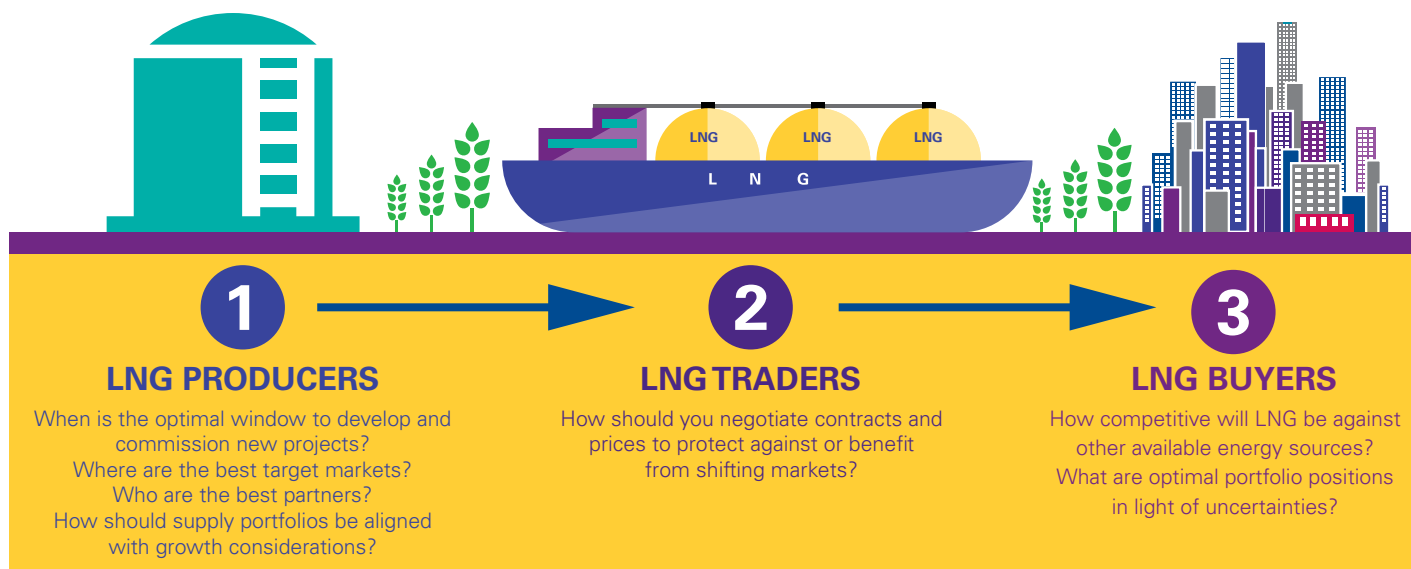 LNG
LNG
LNG
L N G
1
LNG PRODUCERS
When is the optimal window to develop and
commission new projects?
Where are the best target markets?
Who are the best partners?
How should supply portfolios be aligned
with growth considerations?
2
LNG TRADERS
How should you negotiate contracts and
prices to protect against or benefit
from shifting markets?
3
LNG BUYERS
How competitive will LNG be against
other available energy sources?
What are optimal portfolio positions
in light of uncertainties?